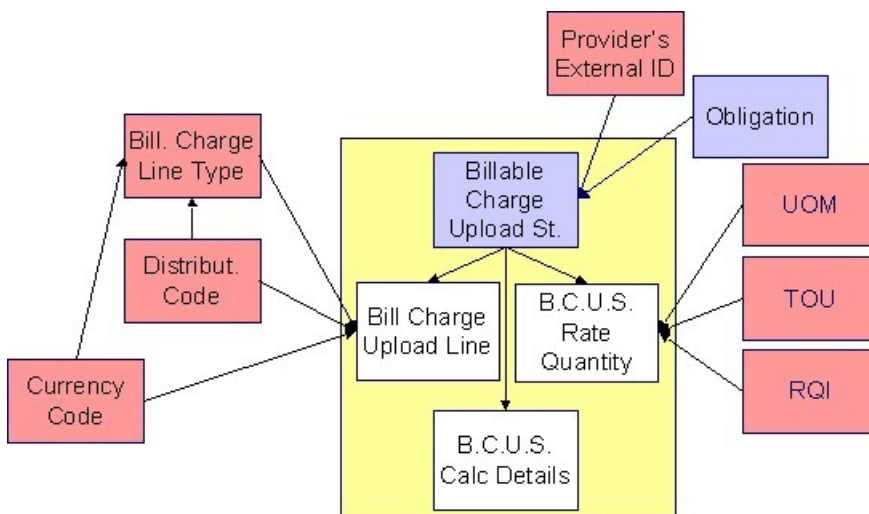 Provider's
External ID
Obligation
Bill. Charge
Line Type
Billable
Charge
Upload St.
UOM
Distribut.
Code
Bill Charge
Upload Line
B.C.U.S.
Rate
Quantity
TOU
Currency
Code
RQI
B.C.U.S.
Calc Details